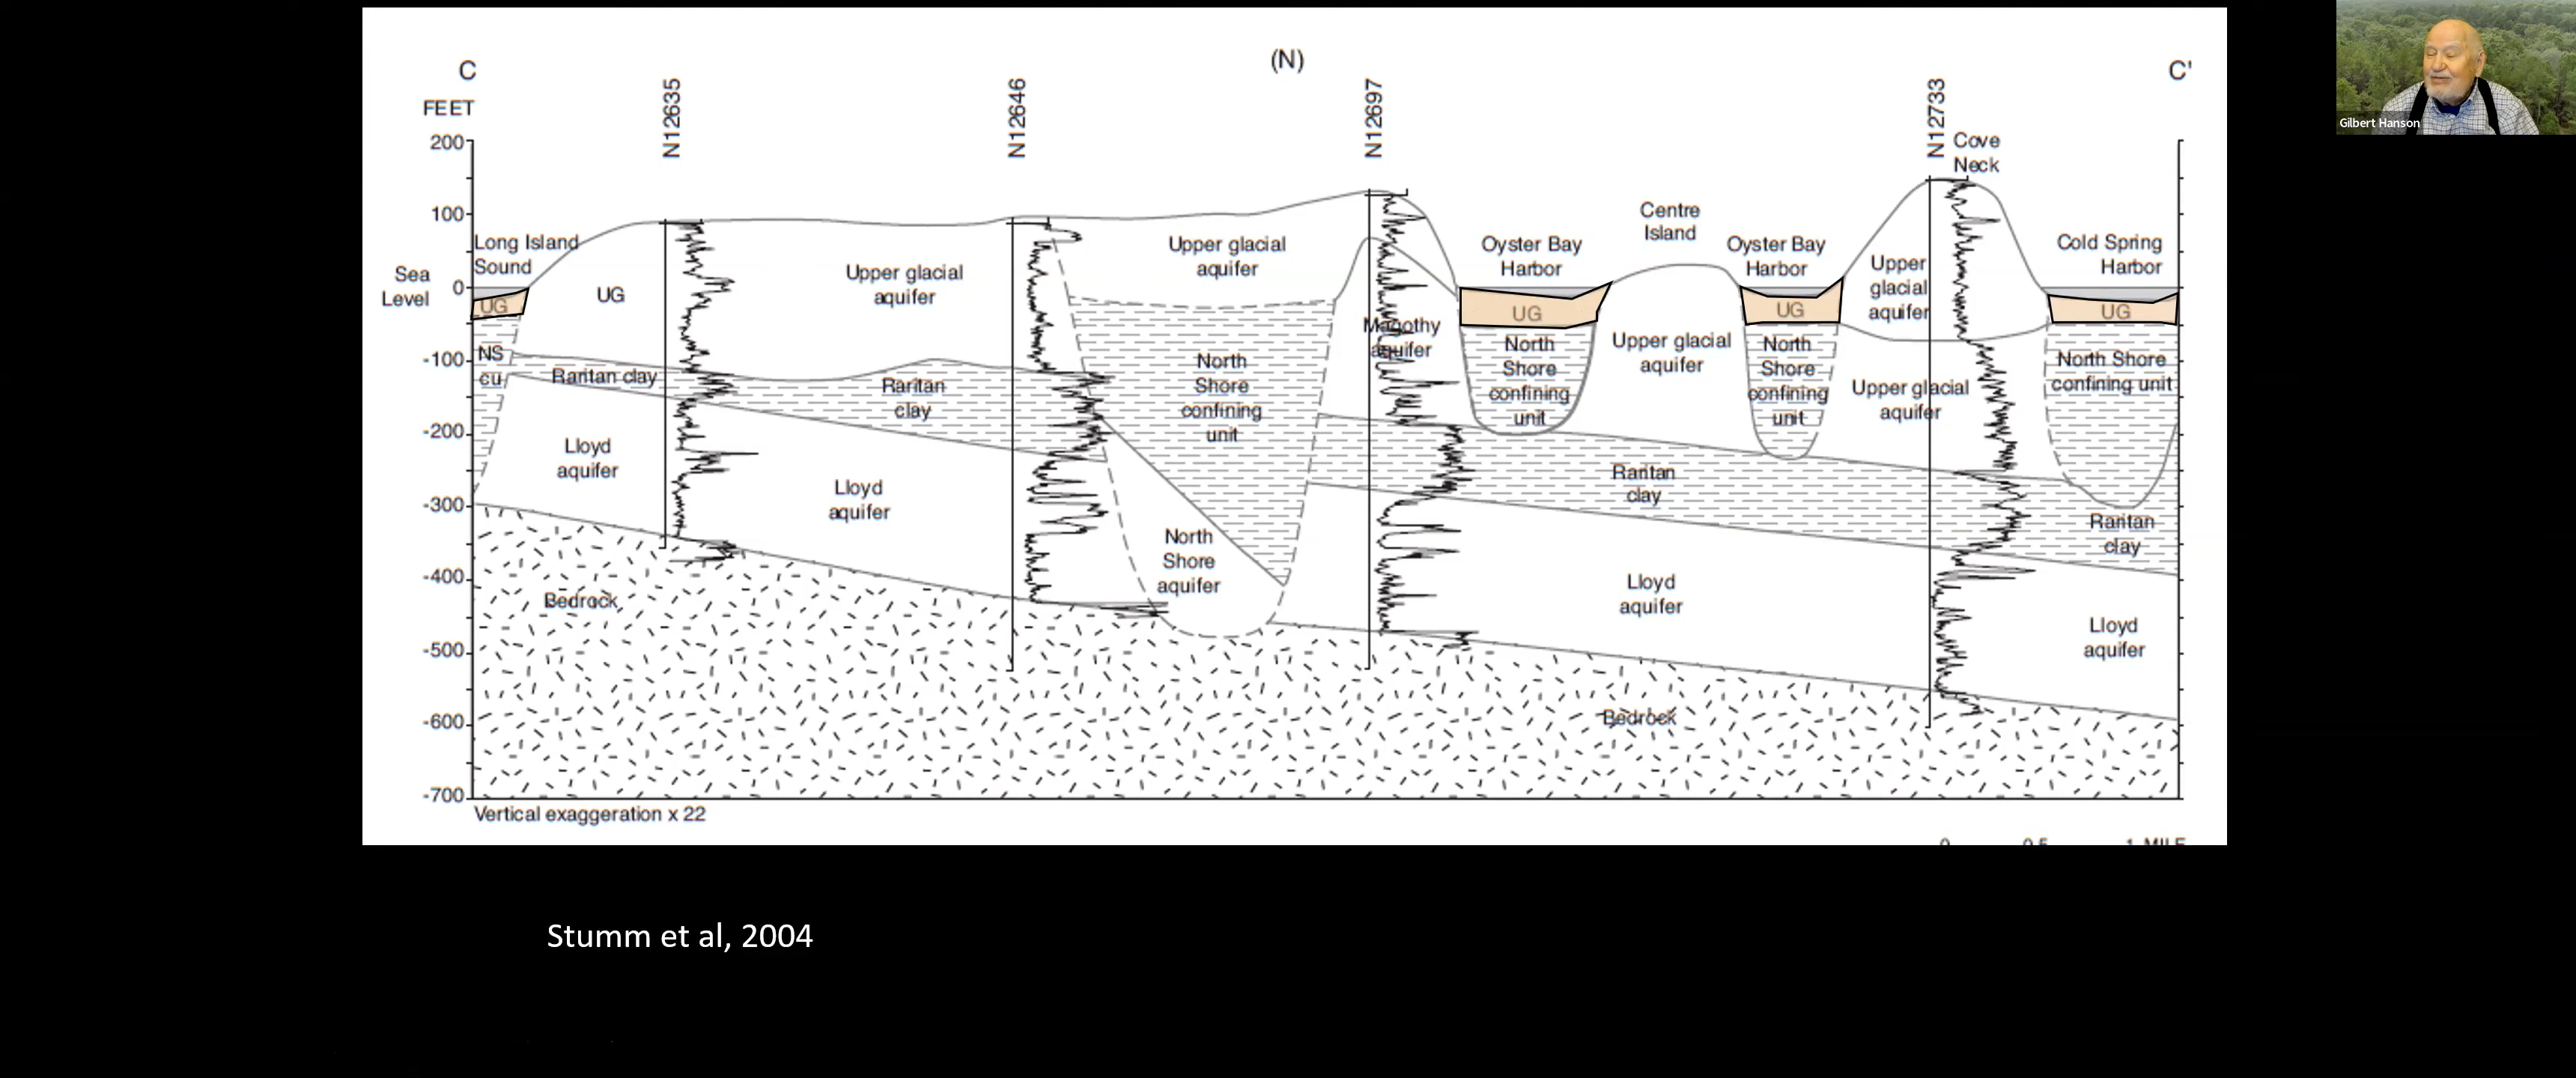 C
(N)
C'
FEET
N12635
N12646
N12697
N12733
Cove
Neck
200
100
0
-100
-200
-300
-400
-500
-600
-700
Sea
Level
Long Island
Sound
UG
NS
cu
UG
Raritan clay
Lloyd
aquifer
Bedrock
Upper glacial
aquifer
Raritan
clay
Lloyd
aquifer
Upper glacial
aquifer
North
Shore
confining
unit
North
Shore
aquifer
Magothy
aquifer
Oyster Bay
Harbor
UG
North
Shore
confining
unit
Centre
Island
Upper glacial
aquifer
Raritan
clay
Lloyd
aquifer
Bedrock
Oyster Bay
Harbor
UG
North
Shore
confining
unit
Upper
glacial
aquifer
Upper glacial
aquifer
Cold Spring
Harbor
UG
North Shore
confining unit
Raritan
clay
Lloyd
aquifer
Vertical exaggeration x 22
0 0.5 1 MILE
Stumm et al, 2004
Gilbert Hanson